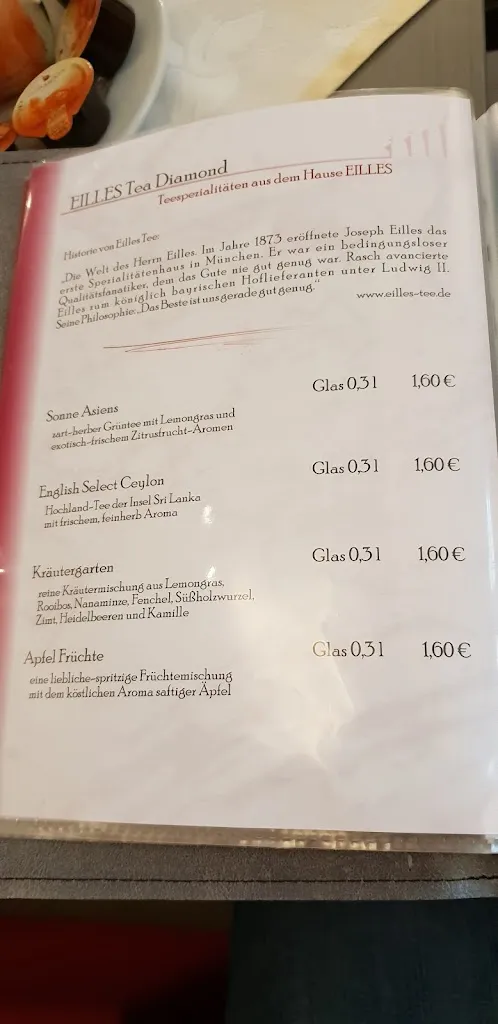 EILLES Tea Diamond
Teespezialitäten aus dem Hause EILLES
Historie von Eilles Tee:
„Die Welt des Herrn Eilles. Im Jahre 1873 eröffnete Joseph Eilles das
erste Spezialitätenhaus in München. Er war ein bedingungsloser
Qualitätsfanatiker, dem das Gute nie gut genug war. Rasch avancierte
Eilles zum königlich bayrischen Hoflieferanten unter Ludwig II.
Seine Philosophie: „Das Beste ist uns gerade gut genug."
www.eilles-tee.de
Sonne Asiens Glas 0,3 l 1,60 €
zart-herber Grüntee mit Lemongras und
exotisch-frischem Zitrusfrucht-Aromen
English Select Ceylon Glas 0,3 l 1,60 €
Hochland-Tee der Insel Sri Lanka
mit frischem, feinherb Aroma
Kräutergarten Glas 0,3 l 1,60 €
reine Kräutermischung aus Lemongras,
Rooibos, Nanaminze, Fenchel, Süßholzwurzel,
Zimt, Heidelbeeren und Kamille
Apfel Früchte Glas 0,3 l 1,60 €
eine liebliche-spritzige Früchtemischung
mit dem köstlichen Aroma saftiger Äpfel